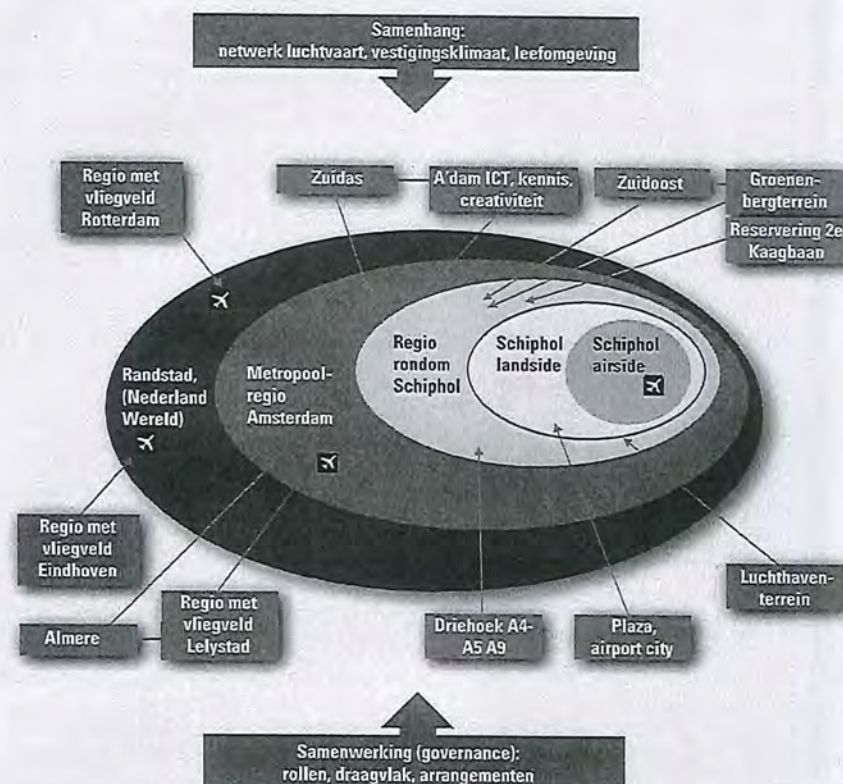 Samenhang:
netwerk luchtvaart, vestigingsklimaat, leefomgeving
Regio met
vliegveld
Rotterdam
Zuidas
A'dam ICT, kennis,
creativiteit
Zuidoost
Groenen-
bergterrein
Reservering 2e
Kaagbaan
Randstad,
(Nederland
Wereld)
Metropool-
regio
Amsterdam
Regio
rondom
Schiphol
Schiphol
landside
Schiphol
airside
Regio met
vliegveld
Eindhoven
Almere
Regio met
vliegveld
Lelystad
Driehoek A4-
A5 A9
Plaza,
airport city
Luchthaven-
terrein
Samenwerking (governance):
rollen, draagvlak, arrangementen